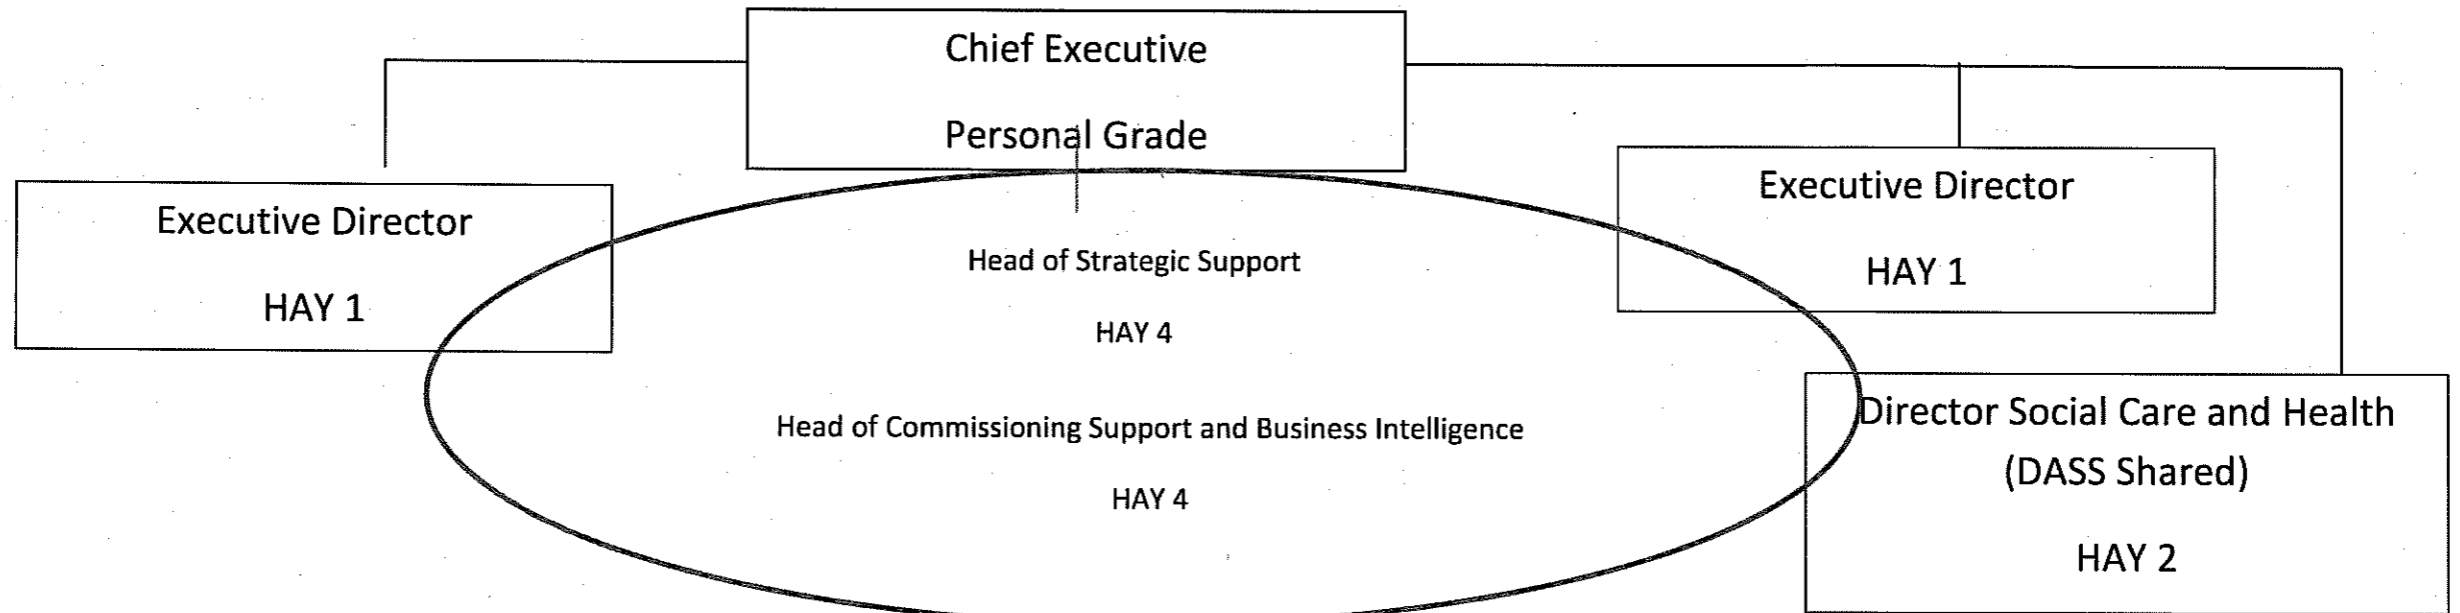 Chief Executive
Personal Grade
Executive Director
HAY 1
Head of Strategic Support
HAY 4
Head of Commissioning Support and Business Intelligence
HAY 4
Executive Director
HAY 1
Director Social Care and Health
(DASS Shared)
HAY 2